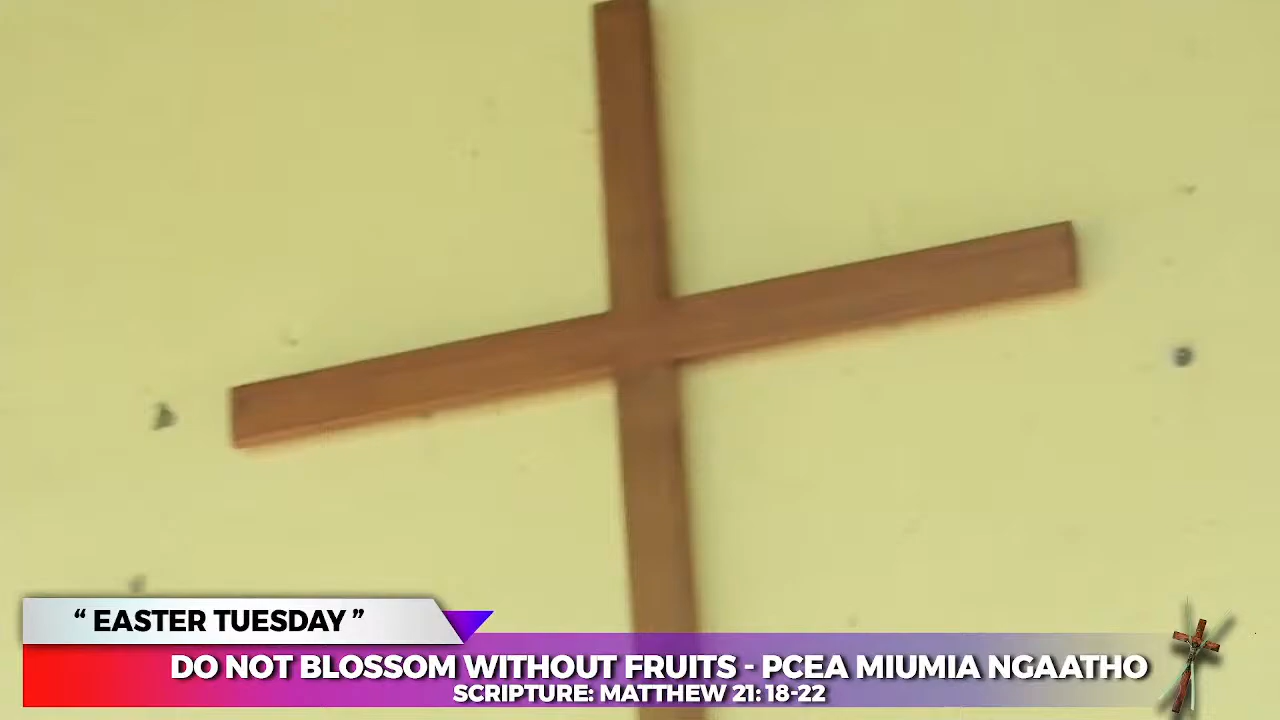 “ EASTER TUESDAY ”
DO NOT BLOSSOM WITHOUT FRUITS - PCEA MIUMIA NGAATHO
SCRIPTURE: MATTHEW 21: 18-22